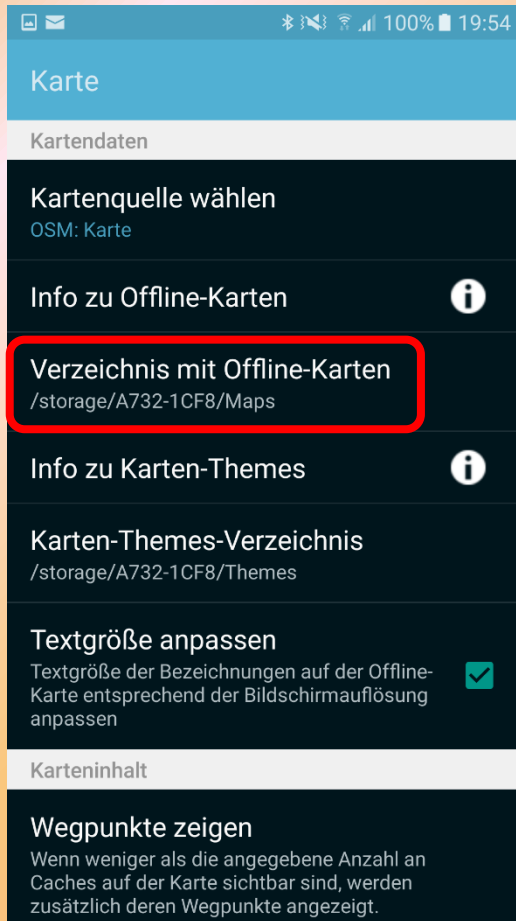 100% 19:54
Karte
Kartendaten
Kartenquelle wählen
OSM: Karte
Info zu Offline-Karten
Verzeichnis mit Offline-Karten
/storage/A732-1CF8/Maps
Info zu Karten-Themes
Karten-Themes-Verzeichnis
/storage/A732-1CF8/Themes
Textgröße anpassen
Textgröße der Bezeichnungen auf der Offline-
Karte entsprechend der Bildschirmauflösung
anpassen
Karteninhalt
Wegpunkte zeigen
Wenn weniger als die angegebene Anzahl an
Caches auf der Karte sichtbar sind, werden
zusätzlich deren Wegpunkte angezeigt.